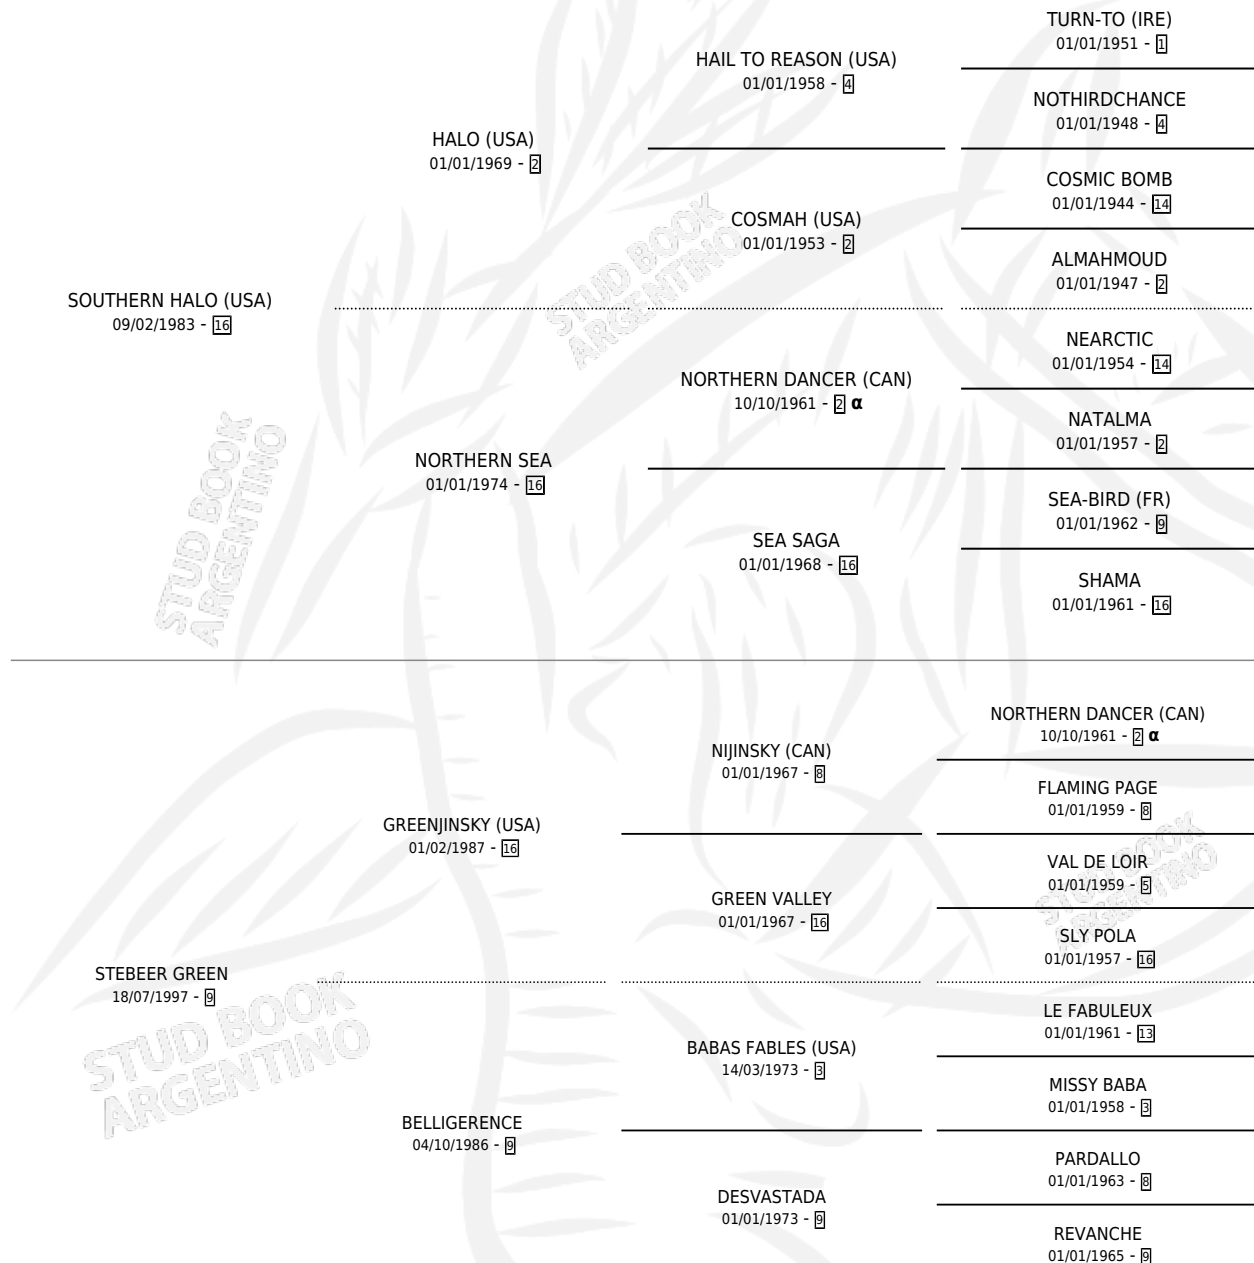 TURN-TO (IRE)
01/01/1951 - 1
HAIL TO REASON (USA)
01/01/1958 - 4
NOTHIRDCHANCE
01/01/1948 - 4
HALO (USA)
01/01/1969 - 2
COSMIC BOMB
01/01/1944 - 14
COSMAH (USA)
01/01/1953 - 2
ALMAHMOUD
01/01/1947 - 2
SOUTHERN HALO (USA)
09/02/1983 - 16
NEARCTIC
01/01/1954 - 14
NORTHERN DANCER (CAN)
10/10/1961 - 2 α
NATALMA
01/01/1957 - 2
NORTHERN SEA
01/01/1974 - 16
SEA-BIRD (FR)
01/01/1962 - 9
SEA SAGA
01/01/1968 - 16
SHAMA
01/01/1961 - 16
STUD BOOK
ARGENTINO
STUD BOOK
ARGENTINO
NORTHERN DANCER (CAN)
10/10/1961 - 2 α
NIJINSKY (CAN)
01/01/1967 - 8
FLAMING PAGE
01/01/1959 - 8
GREENJINSKY (USA)
01/02/1987 - 16
VAL DE LOIR
01/01/1959 - 5
GREEN VALLEY
01/01/1967 - 16
SLY POLA
01/01/1957 - 16
STUD BOOK
ARGENTINO
STEBEER GREEN
18/07/1997 - 9
LE FABULEUX
01/01/1961 - 13
BABAS FABLES (USA)
14/03/1973 - 3
MISSY BABA
01/01/1958 - 3
BELLIGERENCE
04/10/1986 - 9
PARDALLO
01/01/1963 - 8
DESVASTADA
01/01/1973 - 9
REVANCHE
01/01/1965 - 9
STUD BOOK
ARGENTINO